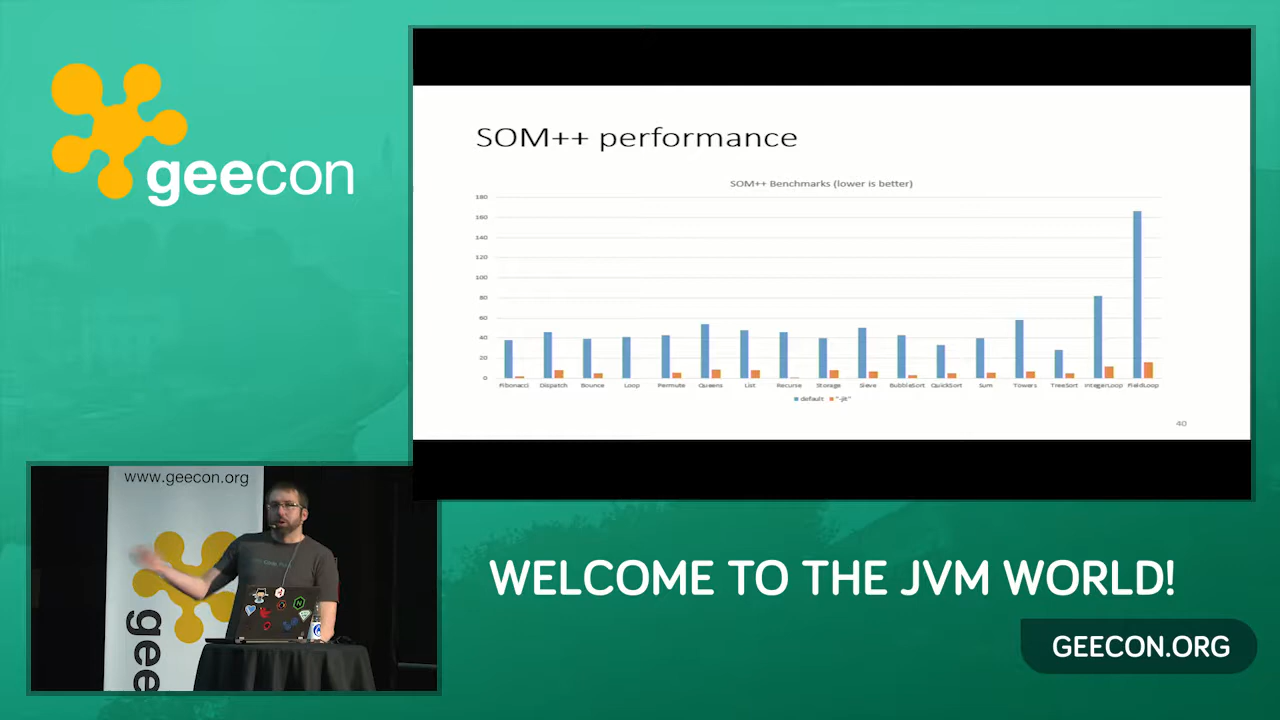 geecon
SOM++ performance
SOM++ Benchmarks (lower is better)
180
160
140
120
100
80
60
40
20
0
Fibonacci Dispatch Bounce Loop Permute Queens List Recurse Storage Sieve BubbleSort QuickSort Sum Towers TreeSort IntegerLoop FieldLoop
default "-jit"
40
www.geecon.org
geec
WELCOME TO THE JVM WORLD!
GEECON.ORG